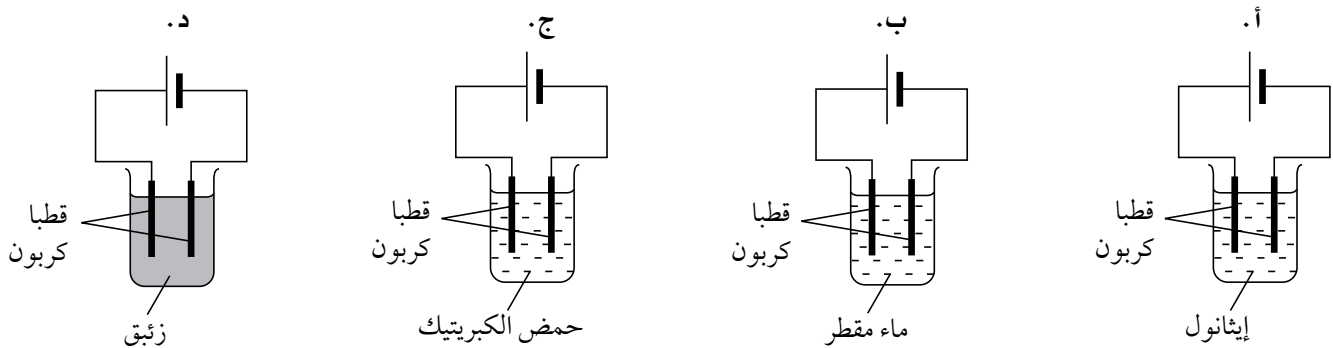 أ.
قطبا
كربون
إيثانول
ب.
قطبا
كربون
ماء مقطر
ج.
قطبا
كربون
حمض الكبريتيك
د.
قطبا
كربون
زئبق